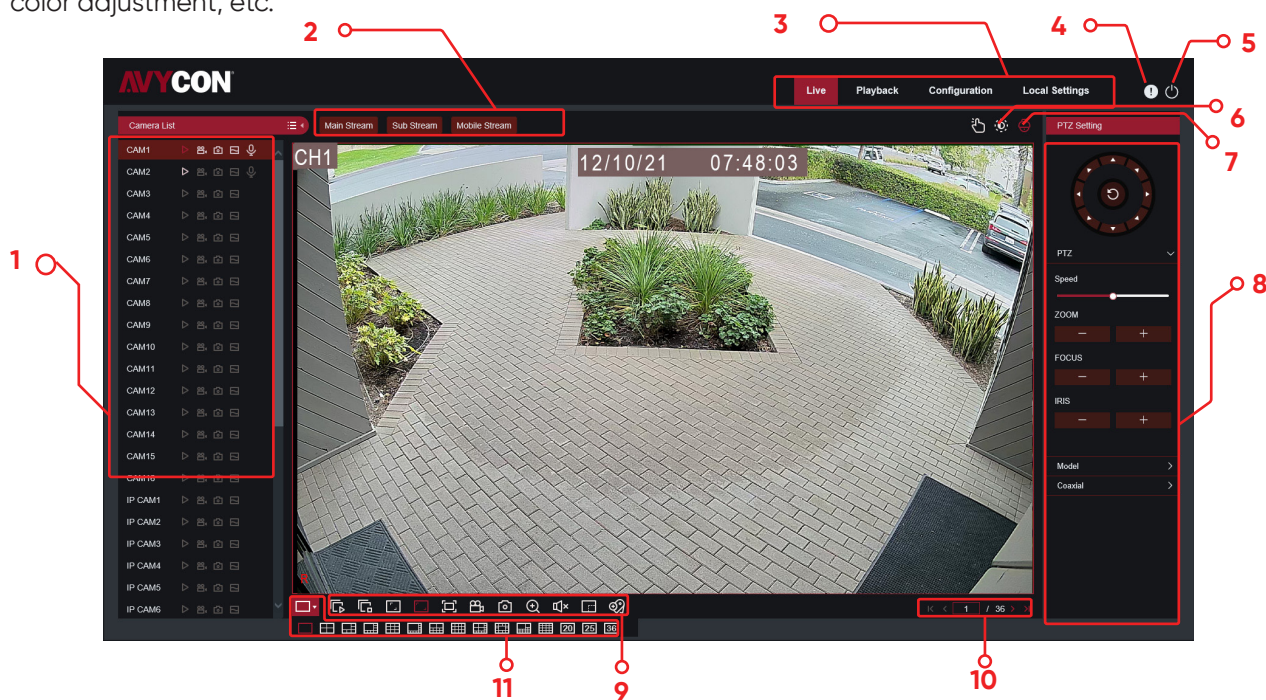 color adjustment, etc.
2
3
4
5
AVYCON
Live Playback Configuration Local Settings
6
7
Camera List
Main Stream Sub Stream Mobile Stream
PTZ Setting
CAM1
CAM2
CAM3
CAM4
CAM5
CAM6
CAM7
CAM8
CAM9
CAM10
CAM11
CAM12
CAM13
CAM14
CAM15
CAM16
IP CAM1
IP CAM2
IP CAM3
IP CAM4
IP CAM5
IP CAM6
1
CH1
12/10/21 07:48:03
R
PTZ
Speed
ZOOM
FOCUS
IRIS
Model
Coaxial
8
1 / 36
20 25 36
11
9
10